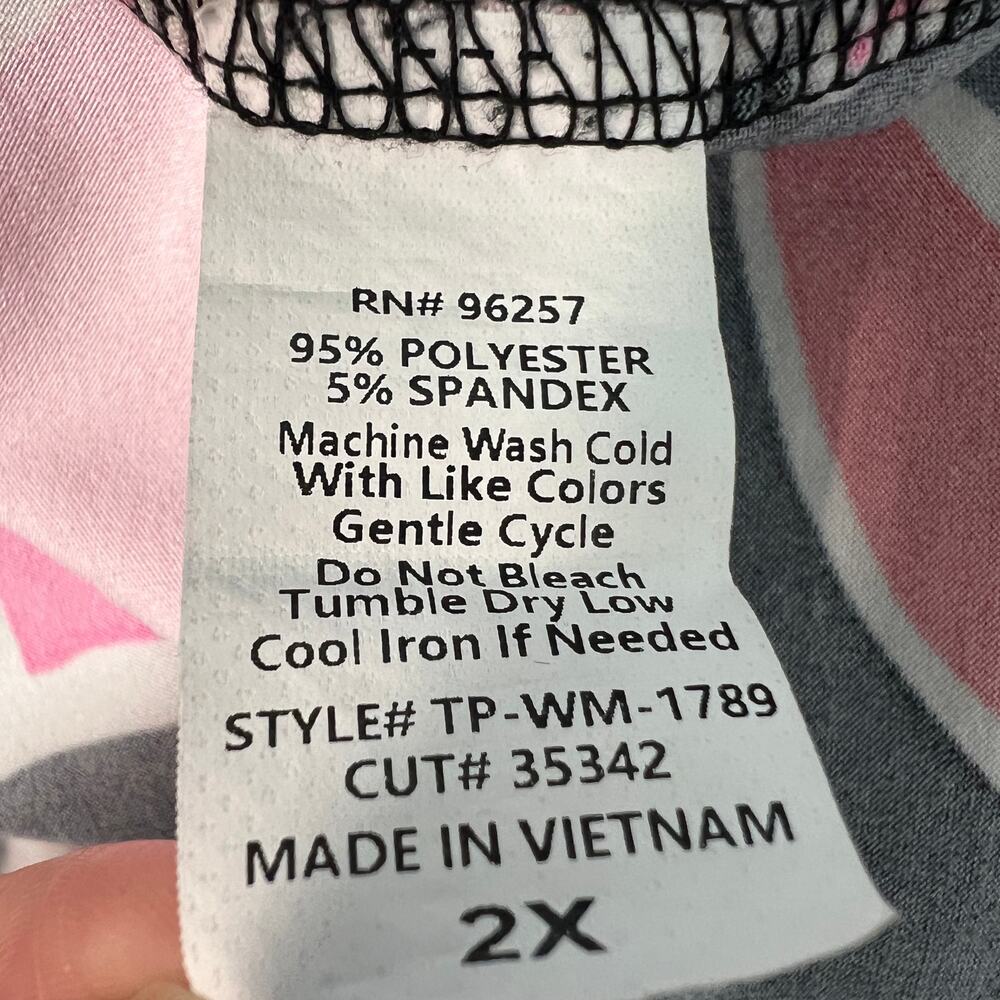 RN# 96257
95% POLYESTER
5% SPANDEX
Machine Wash Cold
With Like Colors
Gentle Cycle
Do Not Bleach
Tumble Dry Low
Cool Iron If Needed
STYLE# TP-WM-1789
CUT# 35342
MADE IN VIETNAM
2X